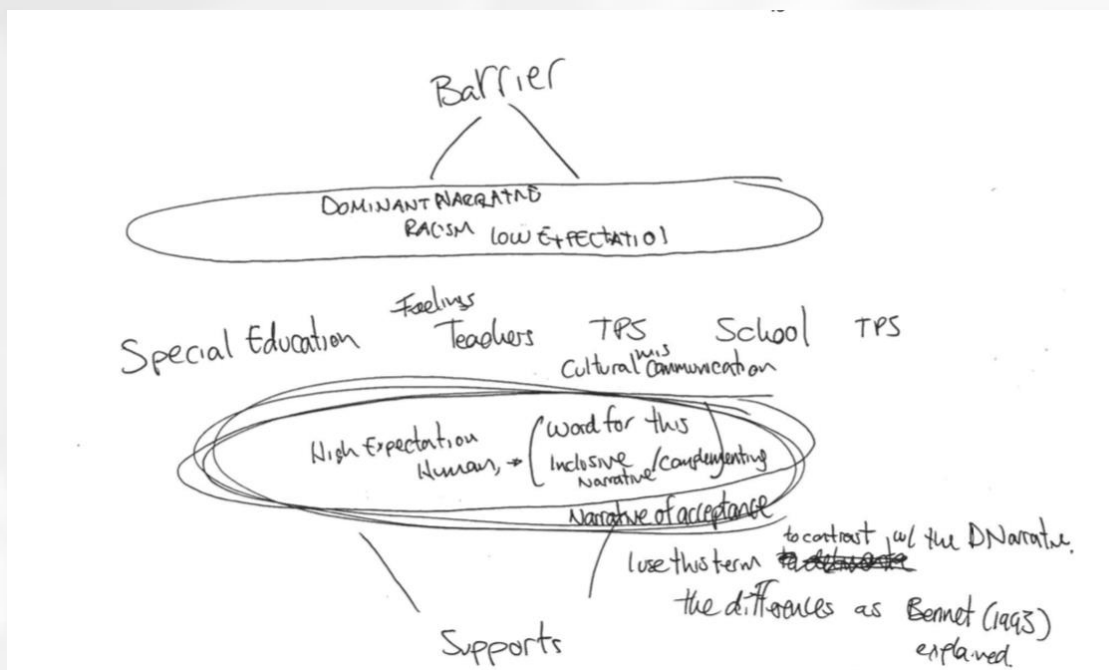 Barrier
DOMINANT NARRATIVE
RACISM LOW EXPECTATIO
Feelings
Special Education Teachers TPS School TPS
Cultural mis communication
High Expectation (word for this
Human, → Inclusive Narrative / Complementing)
Narrative of acceptance
to contrast w/ the DNarrative.
I use this term
the differences as Bennet (1993)
explained
Supports